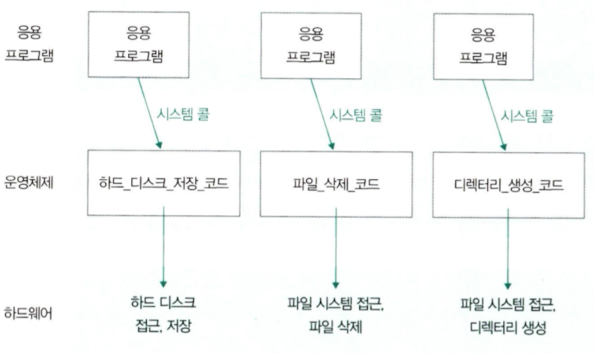 응용
프로그램
응용
프로그램
응용
프로그램
응용
프로그램
시스템 콜
시스템 콜
시스템 콜
운영체제
하드_디스크_저장_코드
파일_삭제_코드
디렉터리_생성_코드
하드웨어
하드 디스크
접근, 저장
파일 시스템 접근,
파일 삭제
파일 시스템 접근,
디렉터리 생성